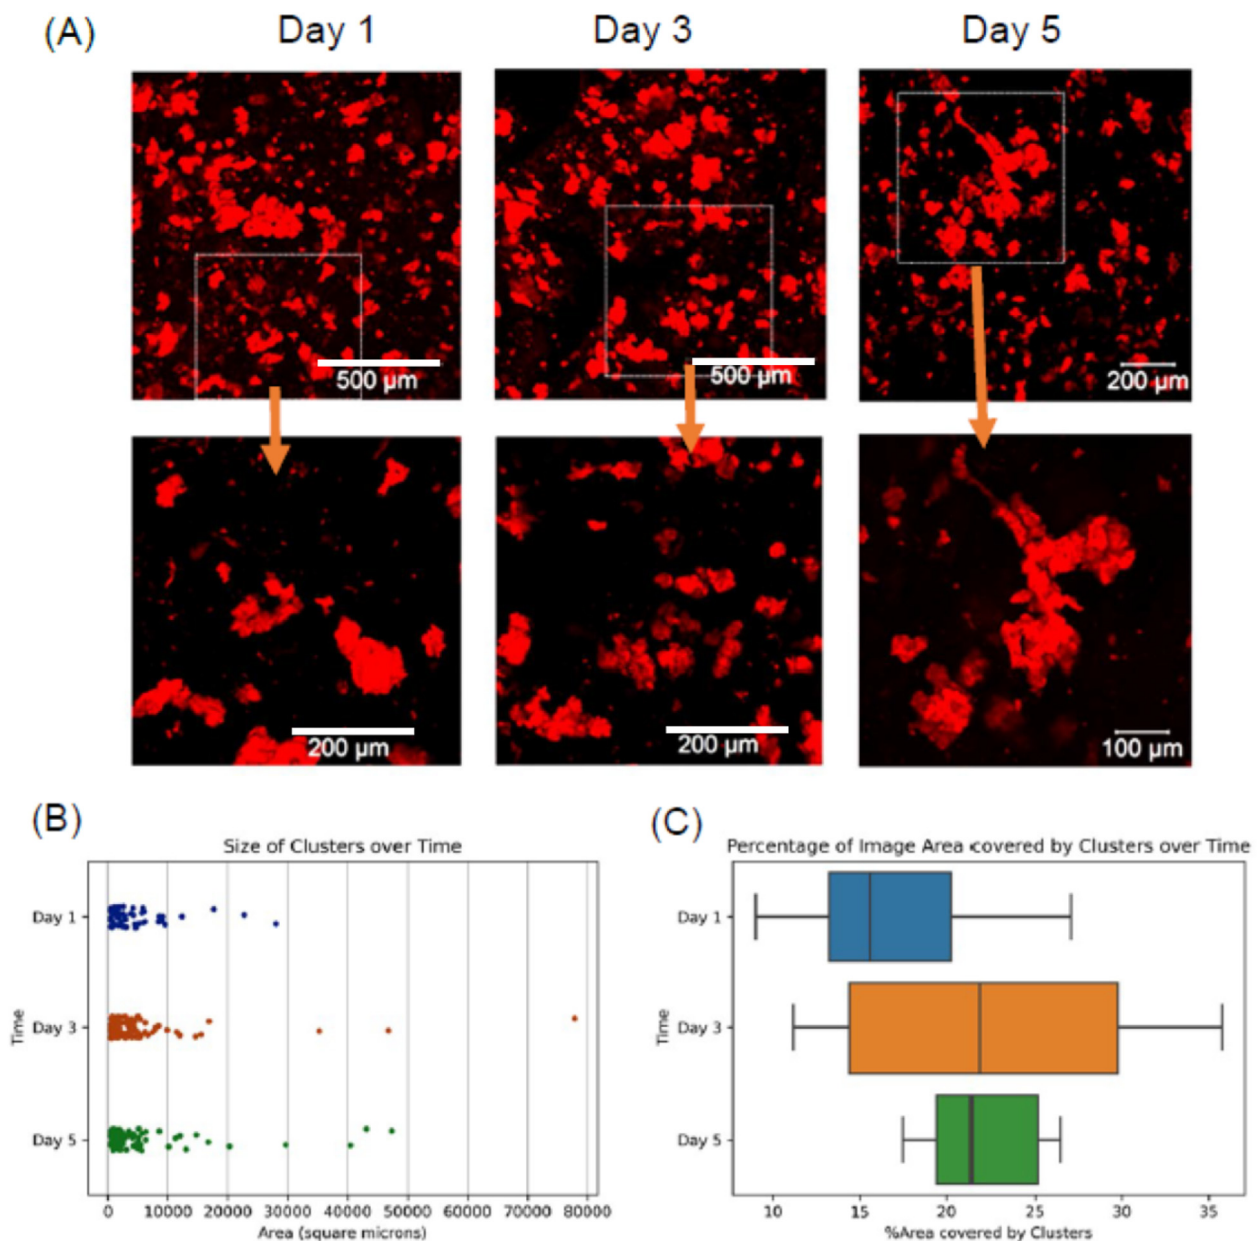 (A) Day 1 Day 3 Day 5
500 µm 500 µm 200 µm
200 µm 200 µm 100 µm
(B)
Size of Clusters over Time
Time
Day 1
Day 3
Day 5
0 10000 20000 30000 40000 50000 60000 70000 80000
Area (square microns)
(C)
Percentage of Image Area covered by Clusters over Time
Time
Day 1
Day 3
Day 5
10 15 20 25 30 35
%Area covered by Clusters